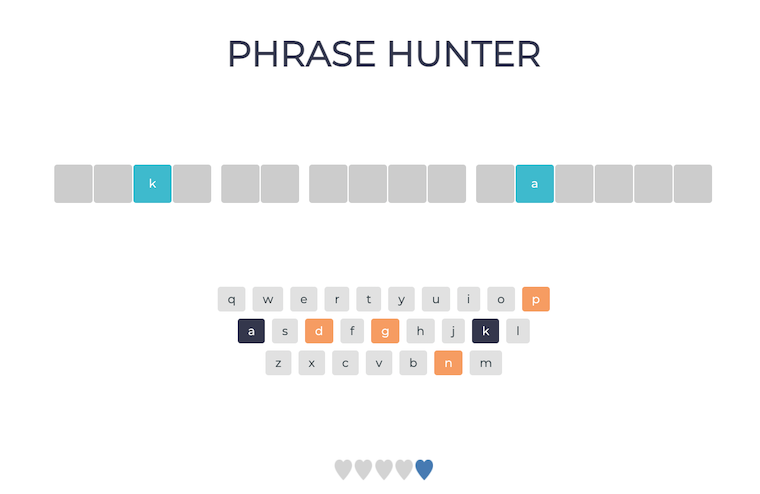 PHRASE HUNTER
k a
q w e r t y u i o p
a s d f g h j k l
z x c v b n m